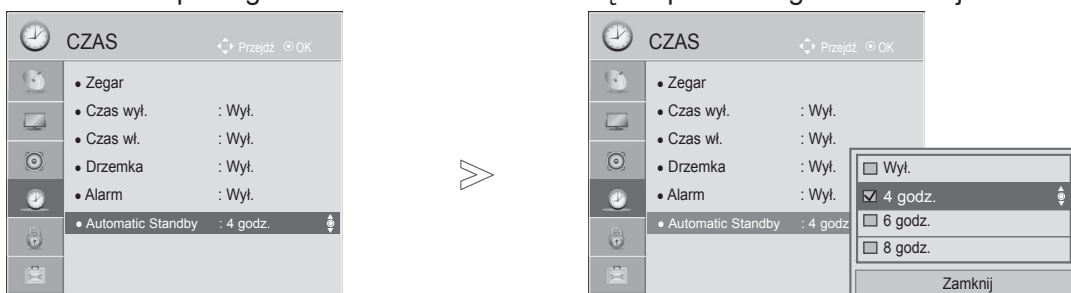 CZAS Przejdź OK
• Zegar
• Czas wył. : Wył.
• Czas wł. : Wył.
• Drzemka : Wył.
• Alarm : Wył.
• Automatic Standby : 4 godz.
CZAS Przejdź OK
• Zegar
• Czas wył. : Wył.
• Czas wł. : Wył.
• Drzemka : Wył.
• Alarm : Wył.
• Automatic Standby : 4 godz
Wył.
4 godz.
6 godz.
8 godz.
Zamknij